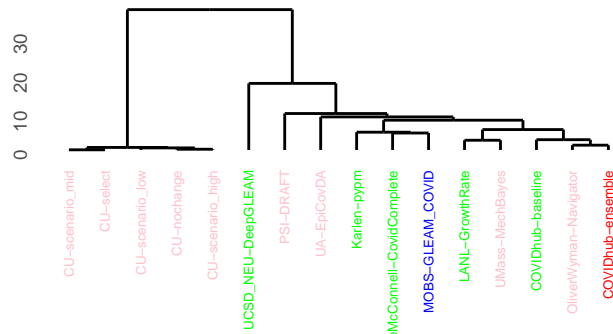 30
20
10
0
CU−scenario_mid
CU−select
CU−scenario_low
CU−nochange
CU−scenario_high
UCSD_NEU−DeepGLEAM
PSI−DRAFT
UA−EpiCovDA
Karlen−pypm
McConnell−CovidComplete
MOBS−GLEAM_COVID
LANL−GrowthRate
UMass−MechBayes
COVIDhub−baseline
OliverWyman−Navigator
COVIDhub−ensemble